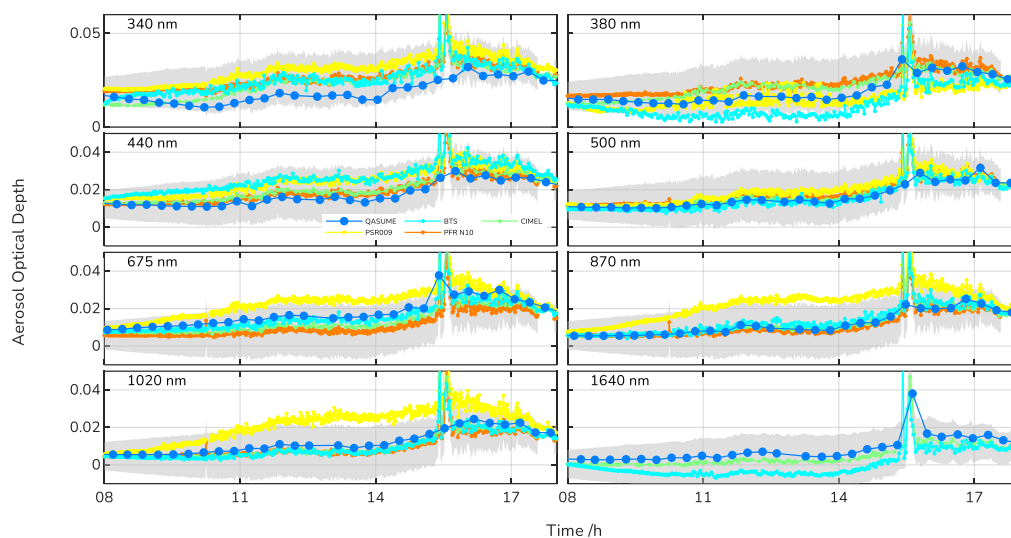 340 nm 380 nm
0.05
0
440 nm 500 nm
0.04
0.02
0
QASUME BTS CIMEL
PSR009 PFR N10
675 nm 870 nm
0.04
0.02
0
1020 nm 1640 nm
0.04
0.02
0
08 11 14 17 08 11 14 17
Aerosol Optical Depth
Time /h